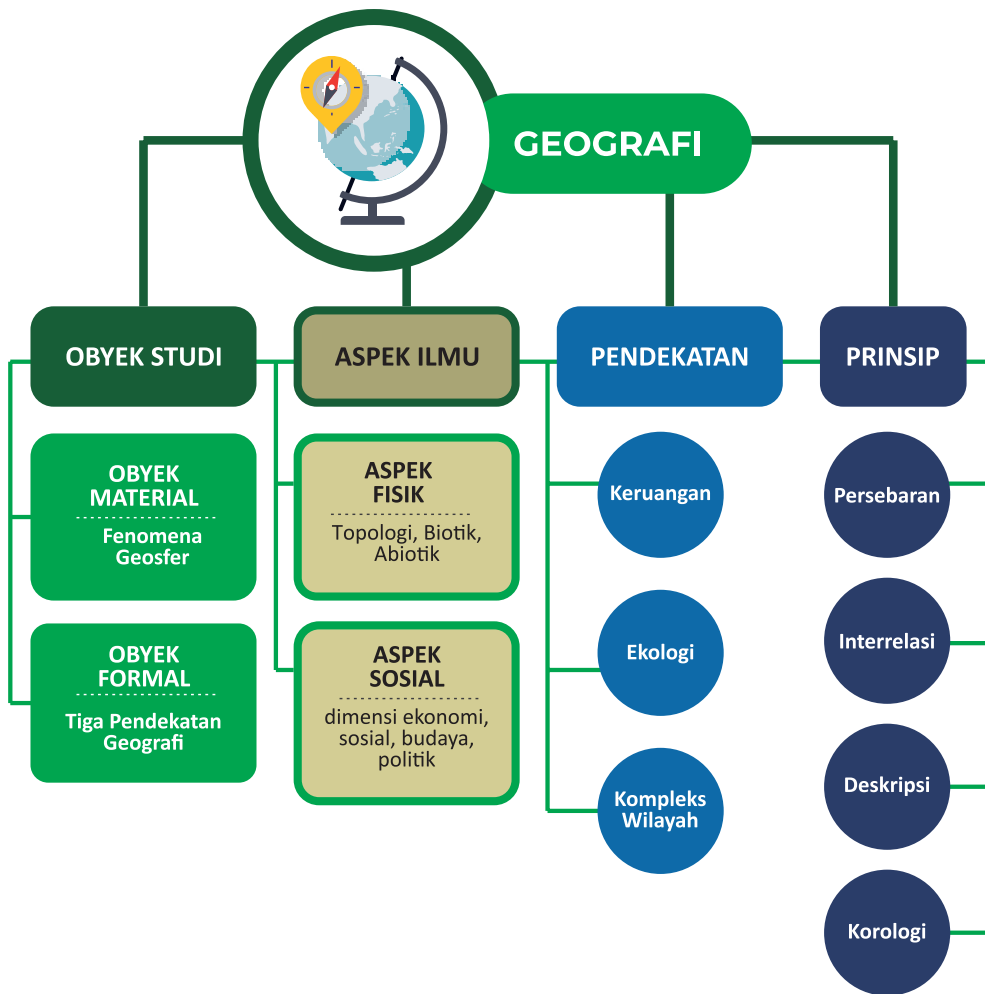 GEOGRAFI
OBYEK STUDI
OBYEK
MATERIAL
Fenomena
Geosfer
OBYEK
FORMAL
Tiga Pendekatan
Geografi
ASPEK ILMU
ASPEK
FISIK
Topologi, Biotik,
Abiotik
ASPEK
SOSIAL
dimensi ekonomi,
sosial, budaya,
politik
PENDEKATAN
Keruangan
Ekologi
Kompleks
Wilayah
PRINSIP
Persebaran
Interrelasi
Deskripsi
Korologi